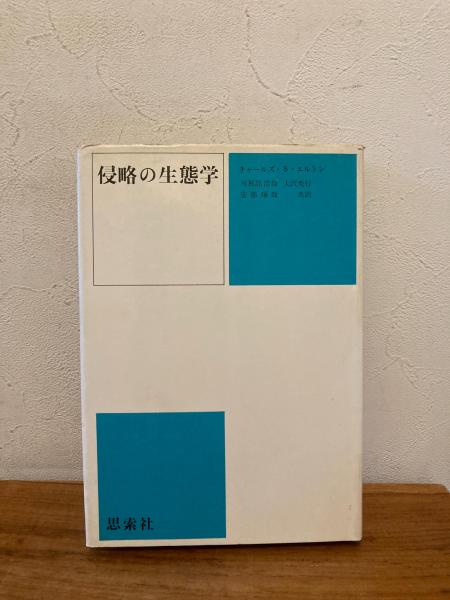 侵略の生態学
チャールズ・S・エルトン
川那部浩哉 大沢秀行
安部琢哉 共訳
思索社